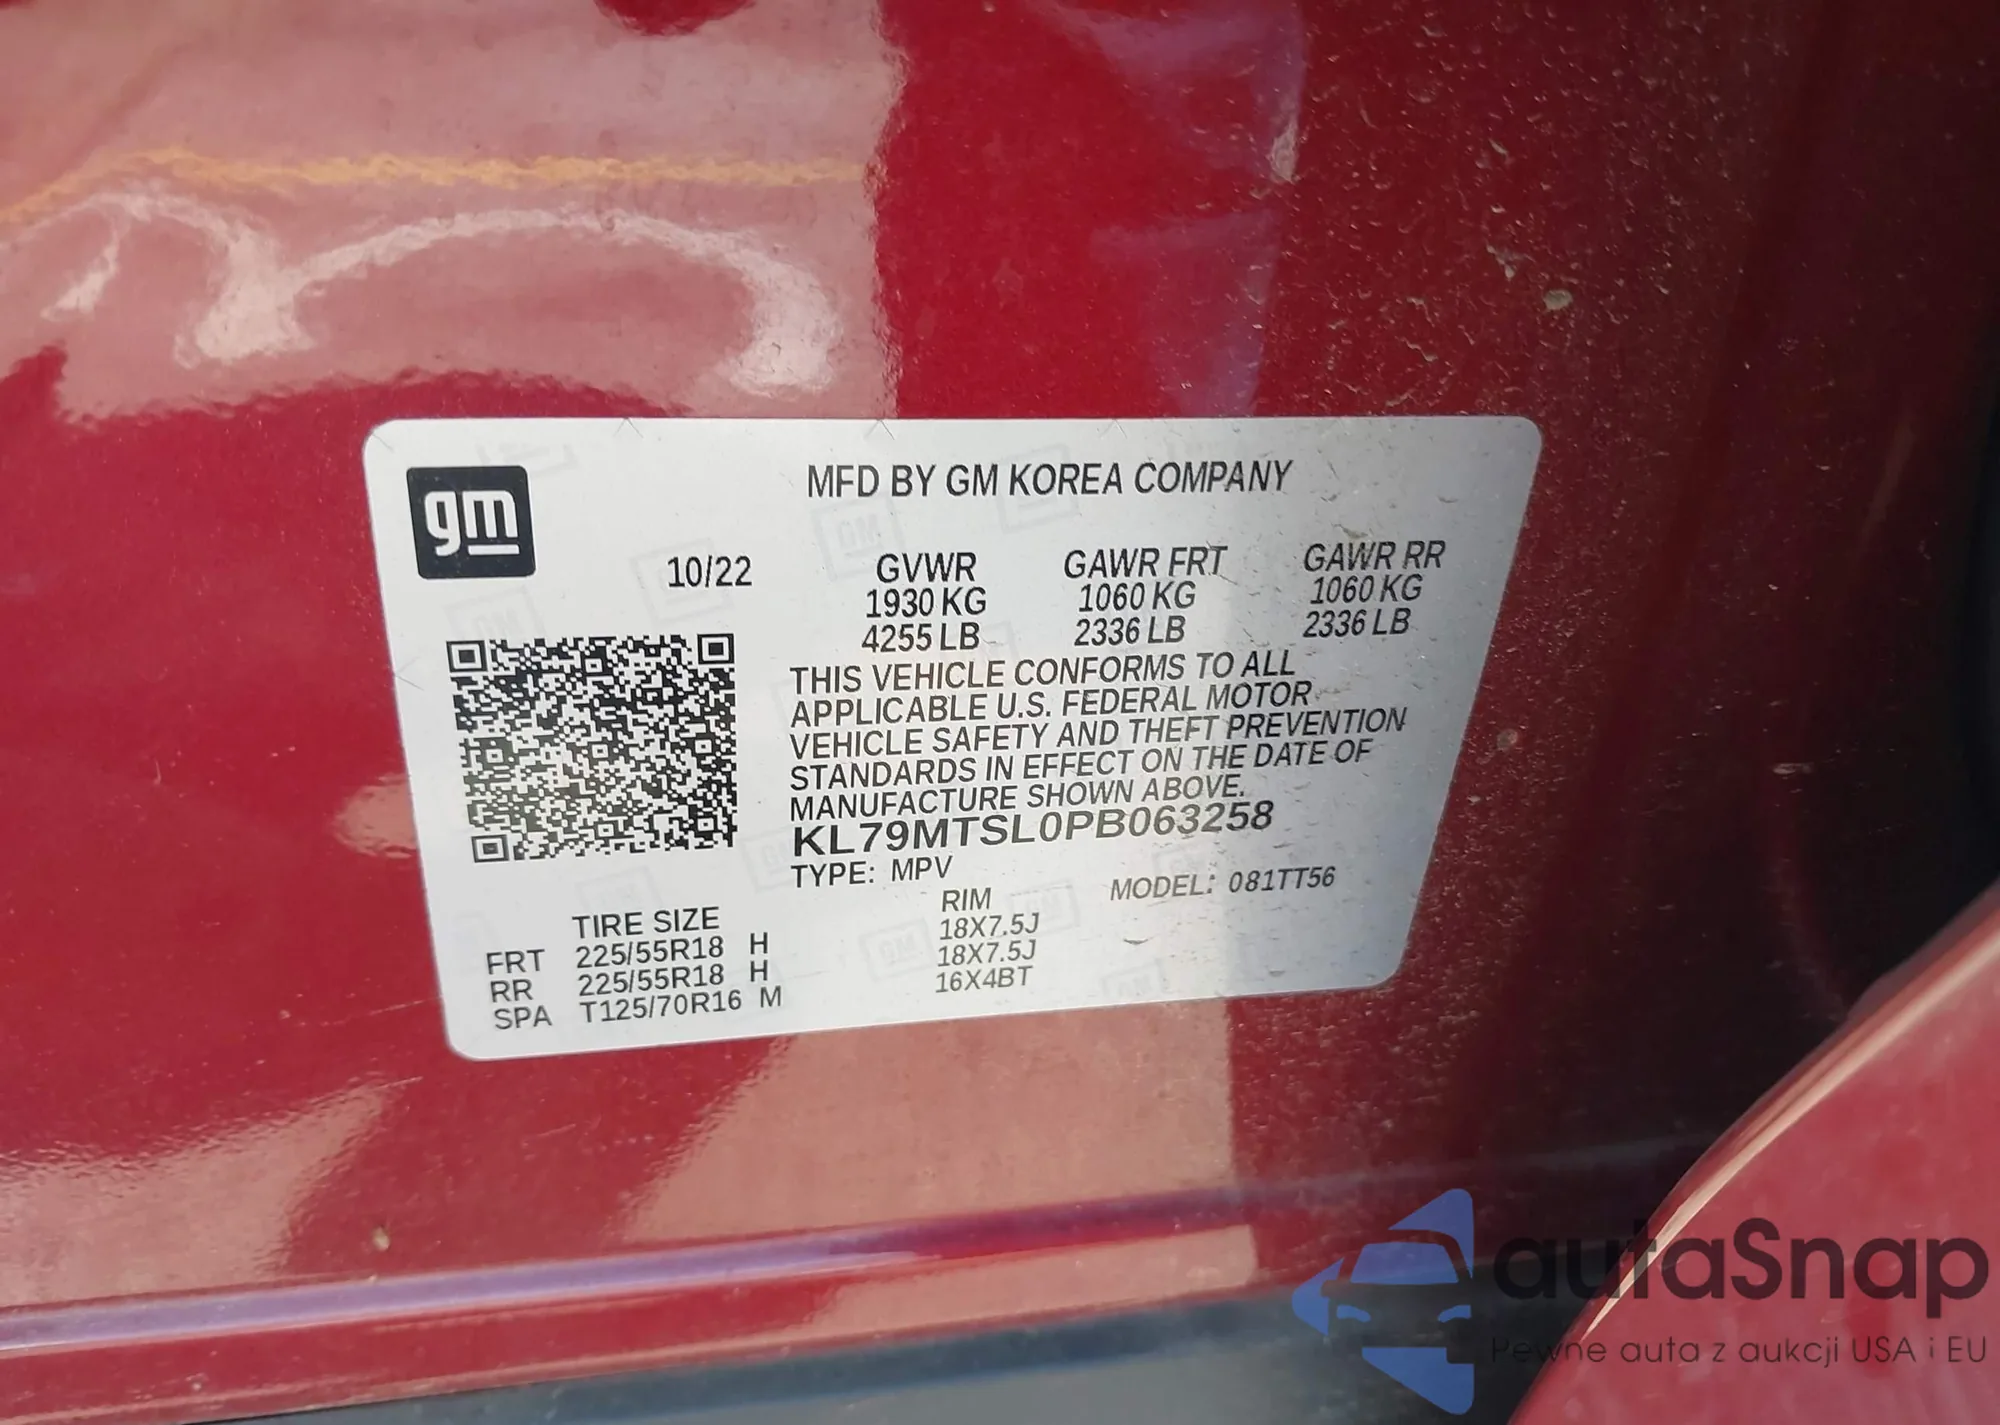 gm
MFD BY GM KOREA COMPANY
10/22
GVWR GAWR FRT GAWR RR
1930 KG 1060 KG 1060 KG
4255 LB 2336 LB 2336 LB
THIS VEHICLE CONFORMS TO ALL
APPLICABLE U.S. FEDERAL MOTOR
VEHICLE SAFETY AND THEFT PREVENTION
STANDARDS IN EFFECT ON THE DATE OF
MANUFACTURE SHOWN ABOVE.
KL79MTSL0PB063258
TYPE: MPV MODEL: 081TT56
TIRE SIZE RIM
FRT 225/55R18 H 18X7.5J
RR 225/55R18 H 18X7.5J
SPA T125/70R16 M 16X4BT
autaSnap
Pewne auta z aukcji USA i EU